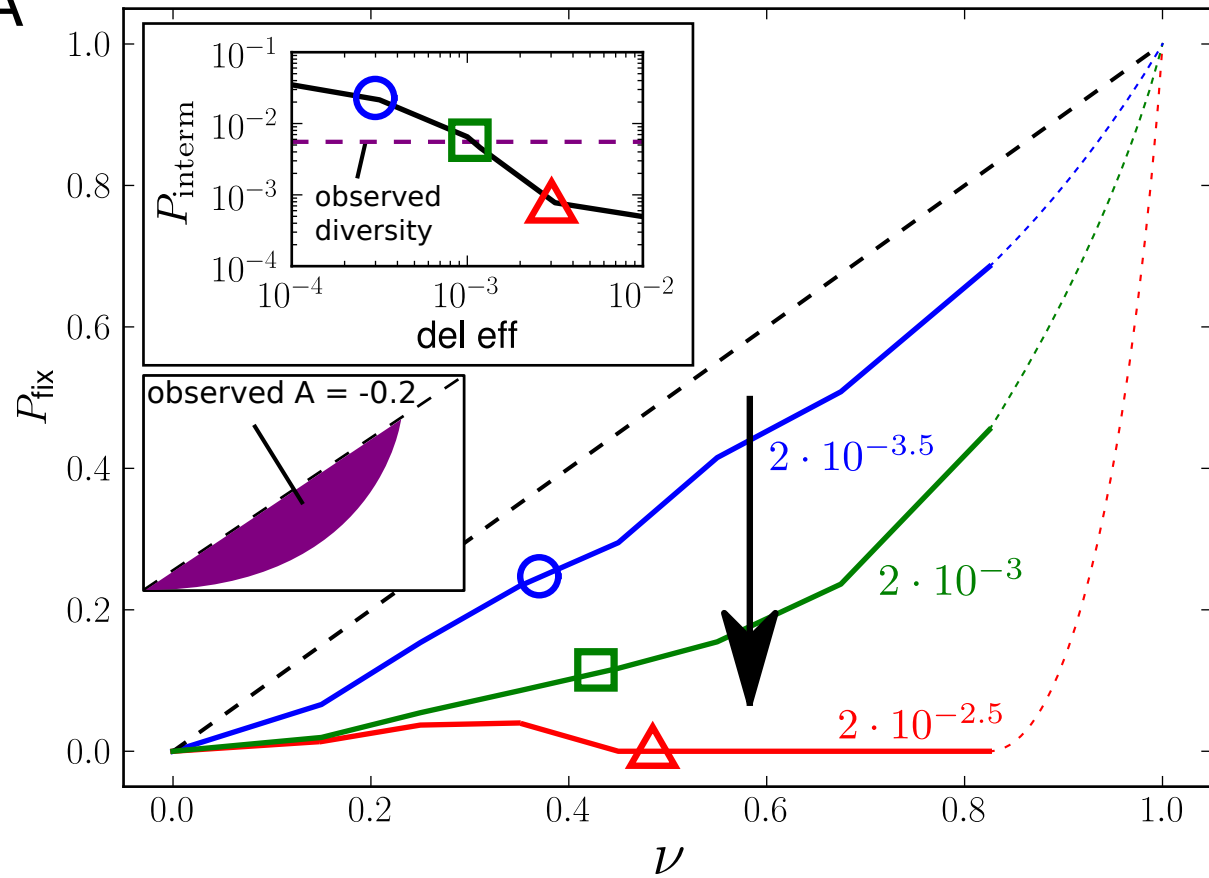 A
1.0
0.8
0.6
0.4
0.2
0.0
P_fix
0.0 0.2 0.4 0.6 0.8 1.0
ν
10^{-1}
10^{-2}
10^{-3}
10^{-4}
P_interm
observed
diversity
10^{-4} 10^{-3} 10^{-2}
del eff
observed A = -0.2
2 · 10^{-3.5}
2 · 10^{-3}
2 · 10^{-2.5}